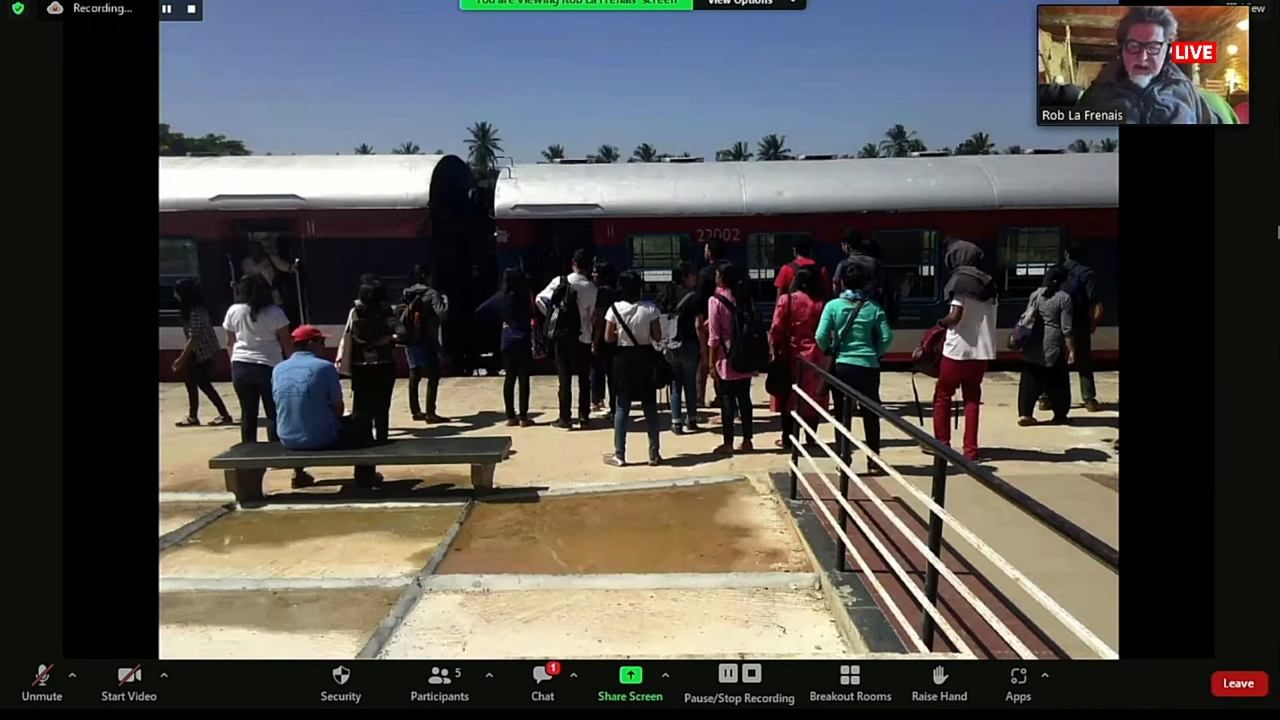 Recording...
You are viewing Rob La Frenais' screen
View Options
LIVE
Rob La Frenais
22002
Unmute
Start Video
Security
5
Participants
1
Chat
Share Screen
Pause/Stop Recording
Breakout Rooms
Raise Hand
Apps
Leave